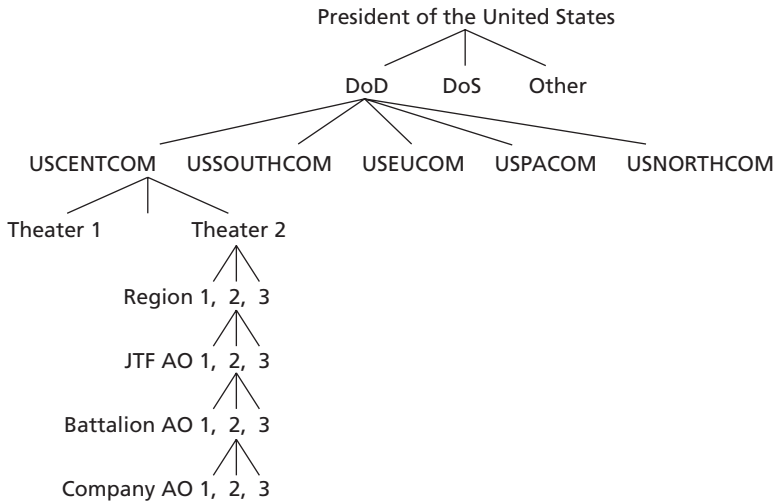 President of the United States
DoD DoS Other
USCENTCOM USSOUTHCOM USEUCOM USPACOM USNORTHCOM
Theater 1 Theater 2
Region 1, 2, 3
JTF AO 1, 2, 3
Battalion AO 1, 2, 3
Company AO 1, 2, 3